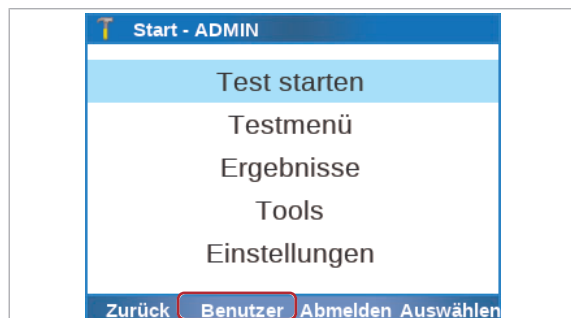 Start - ADMIN
Test starten
Testmenü
Ergebnisse
Tools
Einstellungen
Zurück Benutzer Abmelden Auswählen